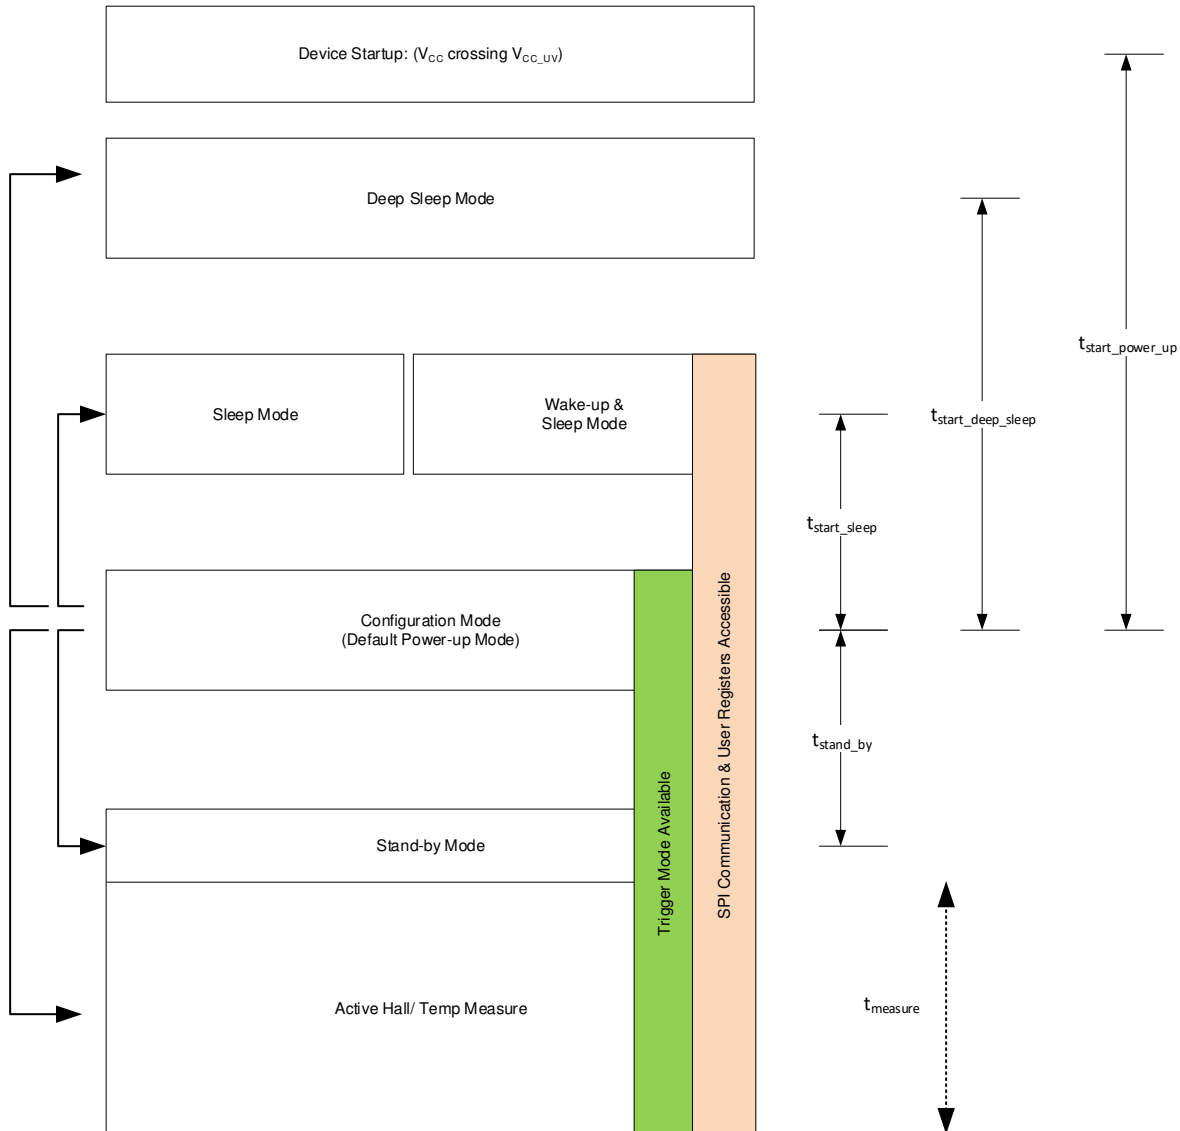 Device Startup: (VCC crossing VCC_UV)
Deep Sleep Mode
tstart_power_up
Sleep Mode
Wake-up &
Sleep Mode
tstart_deep_sleep
tstart_sleep
Configuration Mode
(Default Power-up Mode)
SPI Communication & User Registers Accessible
tstand_by
Trigger Mode Available
Stand-by Mode
Active Hall/ Temp Measure
tmeasure